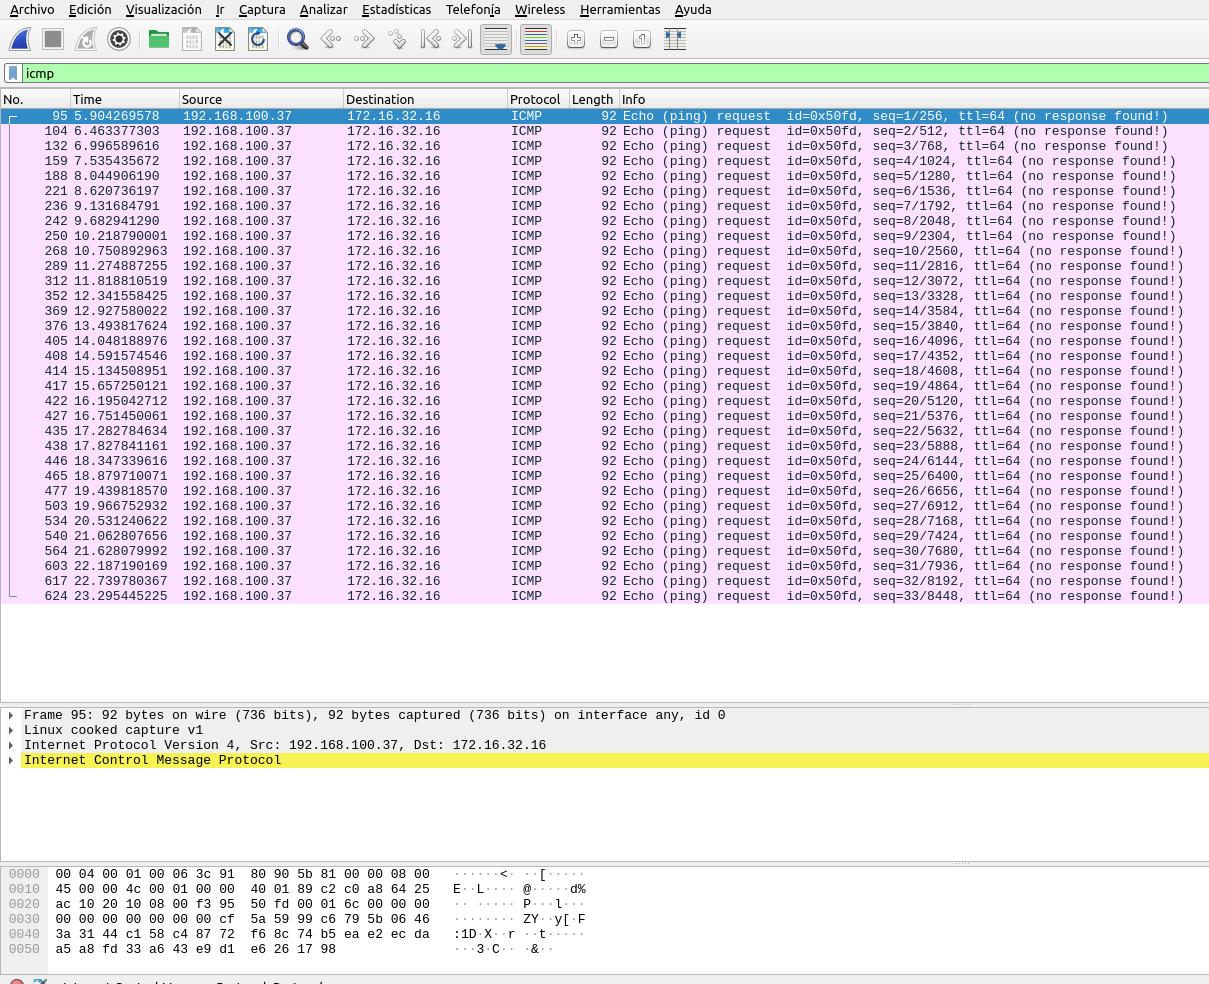 Archivo Edición Visualización Ir Captura Analizar Estadísticas Telefonía Wireless Herramientas Ayuda
icmp
No. Time Source Destination Protocol Length Info
95 5.904269578 192.168.100.37 172.16.32.16 ICMP 92 Echo (ping) request id=0x50fd, seq=1/256, ttl=64 (no response found!)
104 6.463377303 192.168.100.37 172.16.32.16 ICMP 92 Echo (ping) request id=0x50fd, seq=2/512, ttl=64 (no response found!)
132 6.996589616 192.168.100.37 172.16.32.16 ICMP 92 Echo (ping) request id=0x50fd, seq=3/768, ttl=64 (no response found!)
159 7.535435672 192.168.100.37 172.16.32.16 ICMP 92 Echo (ping) request id=0x50fd, seq=4/1024, ttl=64 (no response found!)
188 8.044906190 192.168.100.37 172.16.32.16 ICMP 92 Echo (ping) request id=0x50fd, seq=5/1280, ttl=64 (no response found!)
221 8.620736197 192.168.100.37 172.16.32.16 ICMP 92 Echo (ping) request id=0x50fd, seq=6/1536, ttl=64 (no response found!)
236 9.131684791 192.168.100.37 172.16.32.16 ICMP 92 Echo (ping) request id=0x50fd, seq=7/1792, ttl=64 (no response found!)
242 9.682941290 192.168.100.37 172.16.32.16 ICMP 92 Echo (ping) request id=0x50fd, seq=8/2048, ttl=64 (no response found!)
250 10.218790001 192.168.100.37 172.16.32.16 ICMP 92 Echo (ping) request id=0x50fd, seq=9/2304, ttl=64 (no response found!)
268 10.750892963 192.168.100.37 172.16.32.16 ICMP 92 Echo (ping) request id=0x50fd, seq=10/2560, ttl=64 (no response found!)
289 11.274887255 192.168.100.37 172.16.32.16 ICMP 92 Echo (ping) request id=0x50fd, seq=11/2816, ttl=64 (no response found!)
312 11.818810519 192.168.100.37 172.16.32.16 ICMP 92 Echo (ping) request id=0x50fd, seq=12/3072, ttl=64 (no response found!)
352 12.341558425 192.168.100.37 172.16.32.16 ICMP 92 Echo (ping) request id=0x50fd, seq=13/3328, ttl=64 (no response found!)
369 12.927580022 192.168.100.37 172.16.32.16 ICMP 92 Echo (ping) request id=0x50fd, seq=14/3584, ttl=64 (no response found!)
376 13.493817624 192.168.100.37 172.16.32.16 ICMP 92 Echo (ping) request id=0x50fd, seq=15/3840, ttl=64 (no response found!)
405 14.048188976 192.168.100.37 172.16.32.16 ICMP 92 Echo (ping) request id=0x50fd, seq=16/4096, ttl=64 (no response found!)
408 14.591574546 192.168.100.37 172.16.32.16 ICMP 92 Echo (ping) request id=0x50fd, seq=17/4352, ttl=64 (no response found!)
414 15.134508951 192.168.100.37 172.16.32.16 ICMP 92 Echo (ping) request id=0x50fd, seq=18/4608, ttl=64 (no response found!)
417 15.657250121 192.168.100.37 172.16.32.16 ICMP 92 Echo (ping) request id=0x50fd, seq=19/4864, ttl=64 (no response found!)
422 16.195042712 192.168.100.37 172.16.32.16 ICMP 92 Echo (ping) request id=0x50fd, seq=20/5120, ttl=64 (no response found!)
427 16.751450061 192.168.100.37 172.16.32.16 ICMP 92 Echo (ping) request id=0x50fd, seq=21/5376, ttl=64 (no response found!)
435 17.282784634 192.168.100.37 172.16.32.16 ICMP 92 Echo (ping) request id=0x50fd, seq=22/5632, ttl=64 (no response found!)
438 17.827841161 192.168.100.37 172.16.32.16 ICMP 92 Echo (ping) request id=0x50fd, seq=23/5888, ttl=64 (no response found!)
446 18.347339616 192.168.100.37 172.16.32.16 ICMP 92 Echo (ping) request id=0x50fd, seq=24/6144, ttl=64 (no response found!)
465 18.879710071 192.168.100.37 172.16.32.16 ICMP 92 Echo (ping) request id=0x50fd, seq=25/6400, ttl=64 (no response found!)
477 19.439818570 192.168.100.37 172.16.32.16 ICMP 92 Echo (ping) request id=0x50fd, seq=26/6656, ttl=64 (no response found!)
503 19.966752932 192.168.100.37 172.16.32.16 ICMP 92 Echo (ping) request id=0x50fd, seq=27/6912, ttl=64 (no response found!)
534 20.531240622 192.168.100.37 172.16.32.16 ICMP 92 Echo (ping) request id=0x50fd, seq=28/7168, ttl=64 (no response found!)
540 21.062807656 192.168.100.37 172.16.32.16 ICMP 92 Echo (ping) request id=0x50fd, seq=29/7424, ttl=64 (no response found!)
564 21.628079992 192.168.100.37 172.16.32.16 ICMP 92 Echo (ping) request id=0x50fd, seq=30/7680, ttl=64 (no response found!)
603 22.187190169 192.168.100.37 172.16.32.16 ICMP 92 Echo (ping) request id=0x50fd, seq=31/7936, ttl=64 (no response found!)
617 22.739780367 192.168.100.37 172.16.32.16 ICMP 92 Echo (ping) request id=0x50fd, seq=32/8192, ttl=64 (no response found!)
624 23.295445225 192.168.100.37 172.16.32.16 ICMP 92 Echo (ping) request id=0x50fd, seq=33/8448, ttl=64 (no response found!)
Frame 95: 92 bytes on wire (736 bits), 92 bytes captured (736 bits) on interface any, id 0
Linux cooked capture v1
Internet Protocol Version 4, Src: 192.168.100.37, Dst: 172.16.32.16
Internet Control Message Protocol
0000 00 04 00 01 00 06 3c 91 80 90 5b 81 00 00 08 00 ······<· ··[·····
0010 45 00 00 4c 00 01 00 00 40 01 89 c2 c0 a8 64 25 E··L···· @·····d%
0020 ac 10 20 10 08 00 f3 95 50 fd 00 01 6c 00 00 00 ·· ····· P···l···
0030 00 00 00 00 00 00 00 cf 5a 59 99 c6 79 5b 06 46 ········ ZY··y[·F
0040 3a 31 44 c1 58 c4 87 72 f6 8c 74 b5 ea e2 ec da :1D·X··r ··t·····
0050 a5 a8 fd 33 a6 43 e9 d1 e6 26 17 98 ···3·C·· ·&··